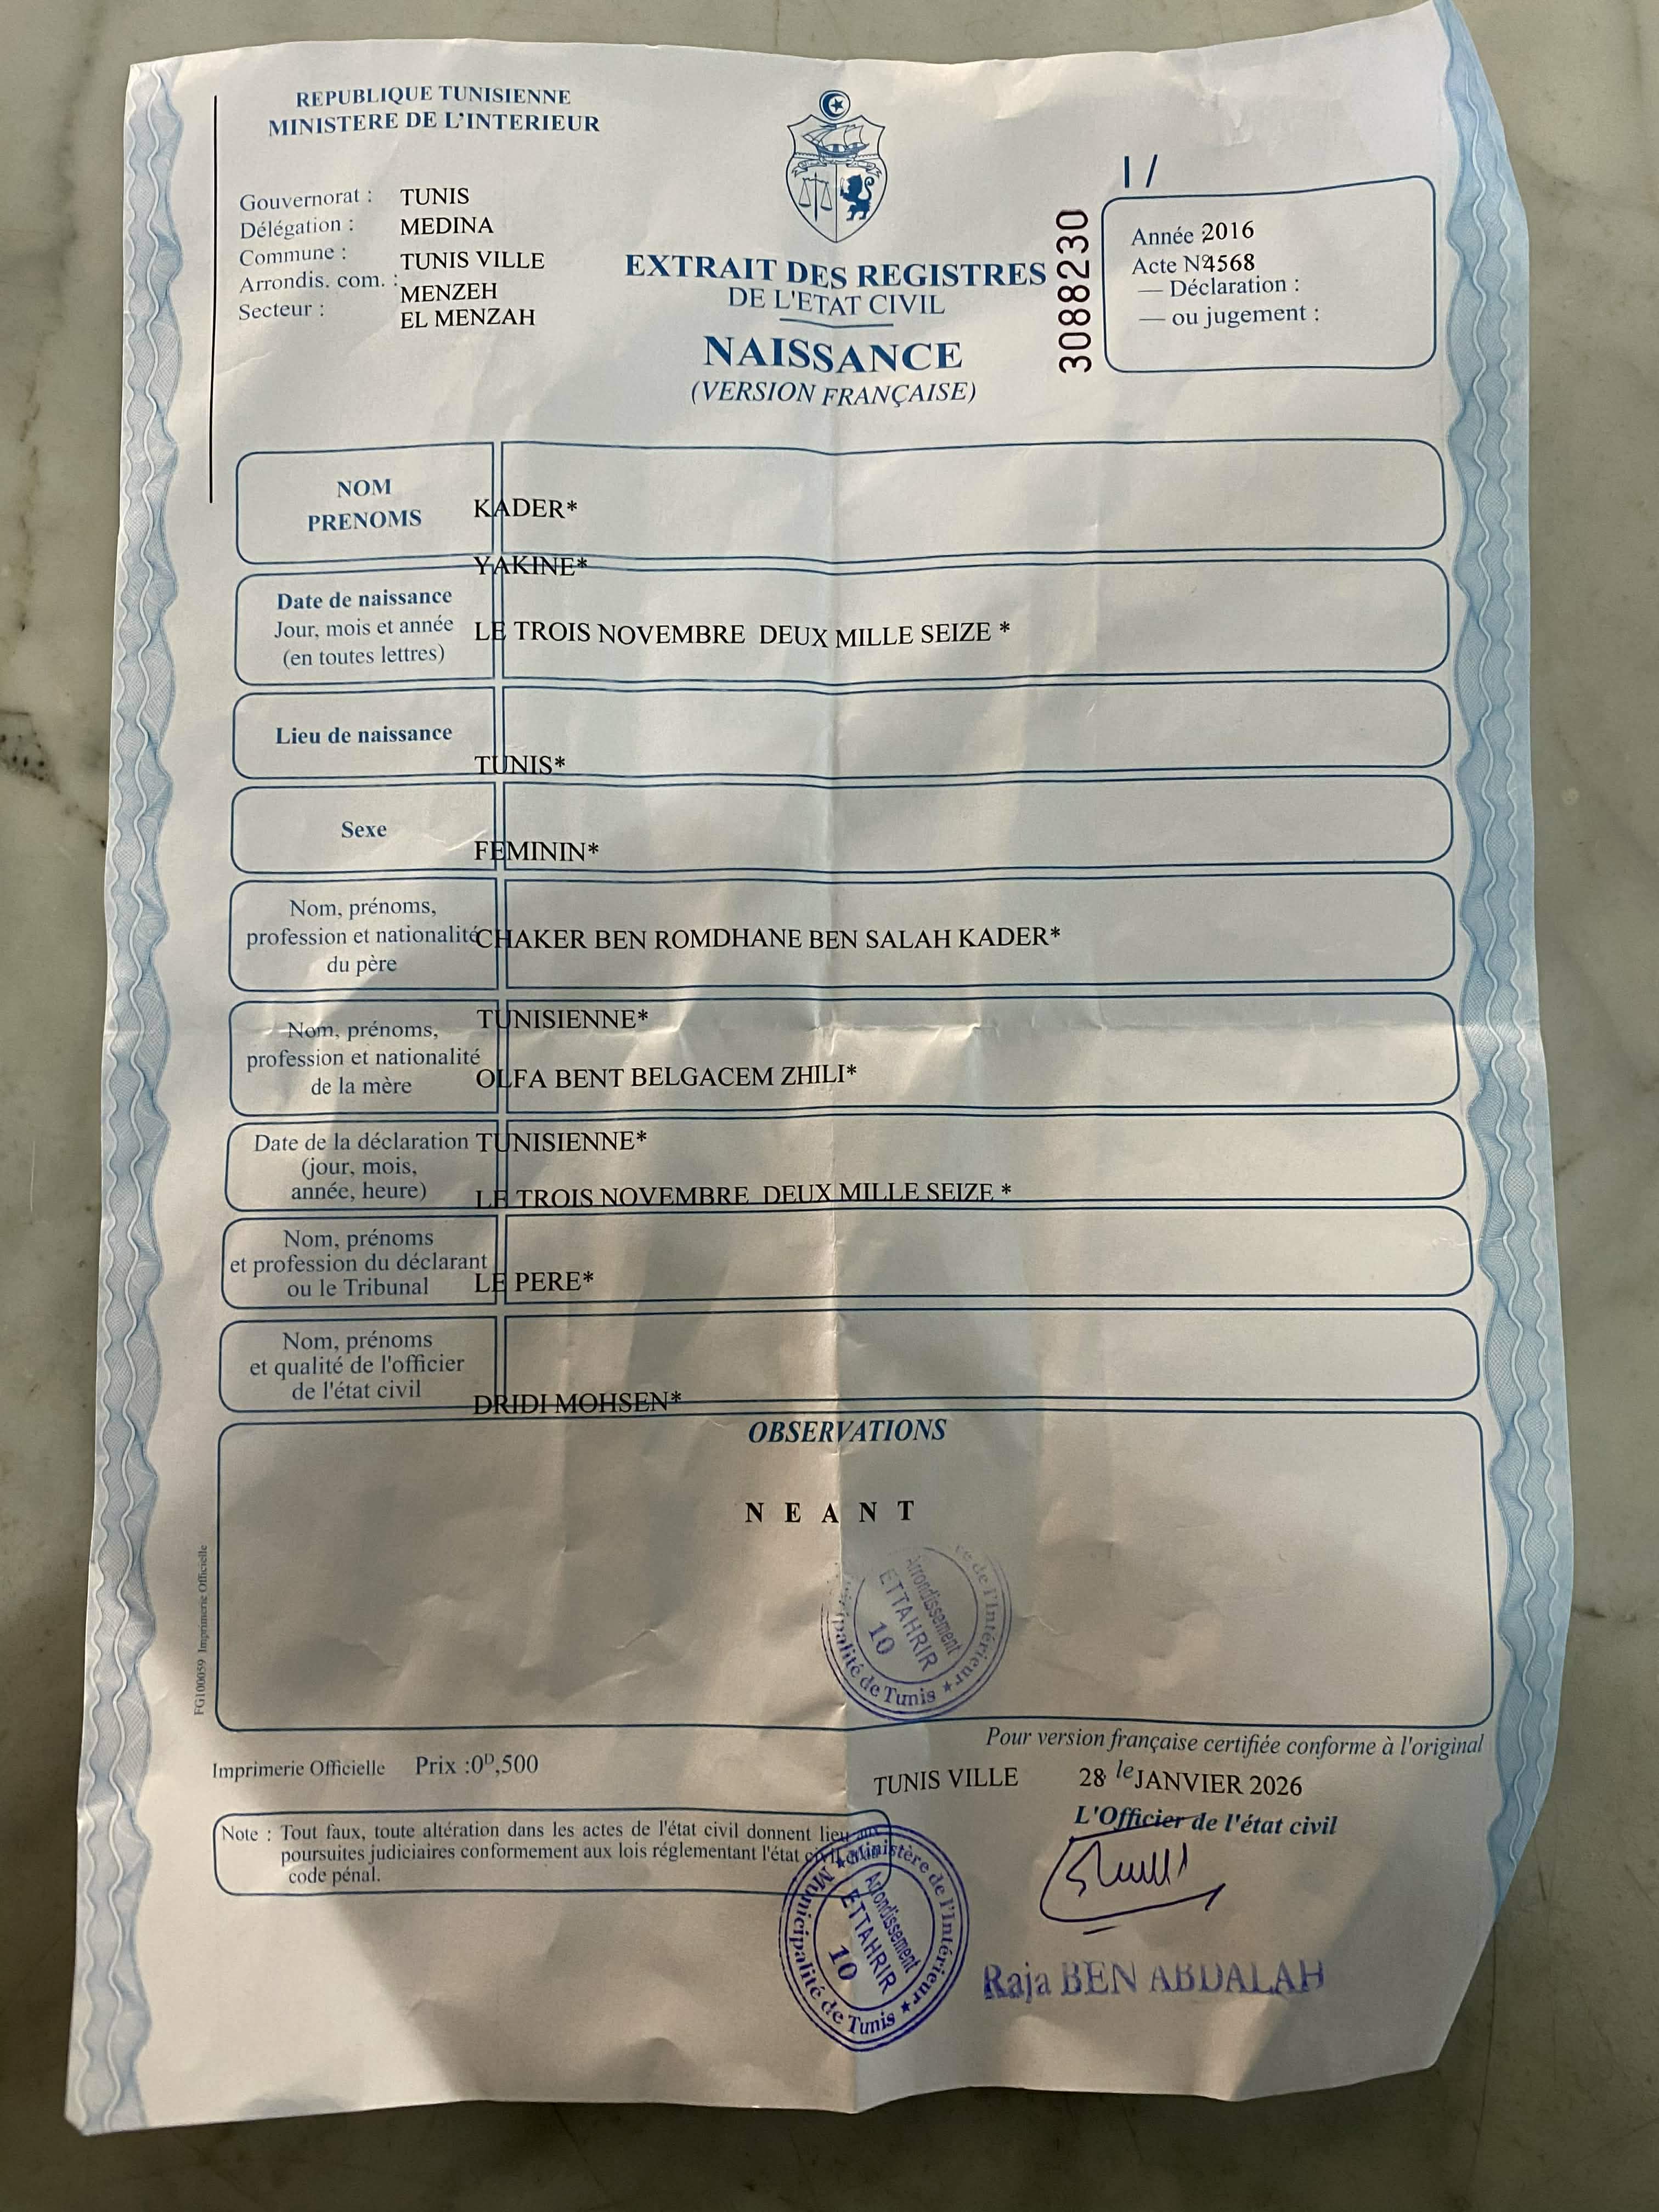 REPUBLIQUE TUNISIENNE
MINISTERE DE L'INTERIEUR
Gouvernorat : TUNIS
Délégation : MEDINA
Commune : TUNIS VILLE
Arrondis. com. : MENZEH
Secteur : EL MENZAH
EXTRAIT DES REGISTRES
DE L'ETAT CIVIL
NAISSANCE
(VERSION FRANÇAISE)
3088230
1 /
Année 2016
Acte N° 4568
— Déclaration :
— ou jugement :
NOM
PRENOMS
KADER*
YAKINE*
Date de naissance
Jour, mois et année
(en toutes lettres)
LE TROIS NOVEMBRE DEUX MILLE SEIZE *
Lieu de naissance
TUNIS*
Sexe
FEMININ*
Nom, prénoms,
profession et nationalité
du père
CHAKER BEN ROMDHANE BEN SALAH KADER*
TUNISIENNE*
Nom, prénoms,
profession et nationalité
de la mère
OLFA BENT BELGACEM ZHILI*
TUNISIENNE*
Date de la déclaration
(jour, mois,
année, heure)
LE TROIS NOVEMBRE DEUX MILLE SEIZE *
Nom, prénoms
et profession du déclarant
ou le Tribunal
LE PERE*
Nom, prénoms
et qualité de l'officier
de l'état civil
DRIDI MOHSEN*
OBSERVATIONS
N E A N T
Arrondissement
ETTAHRIR
10
de l'Intérieur * Municipalité de Tunis *
FG100059 Imprimerie Officielle
Pour version française certifiée conforme à l'original
Imprimerie Officielle Prix :0D,500
TUNIS VILLE 28 le JANVIER 2026
L'Officier de l'état civil
Note : Tout faux, toute altération dans les actes de l'état civil donnent lieu aux
poursuites judiciaires conformement aux lois réglementant l'état civil
code pénal.
Ministère de l'Intérieur * Municipalité de Tunis *
Arrondissement
ETTAHRIR
10
Raja BEN ABDALAH